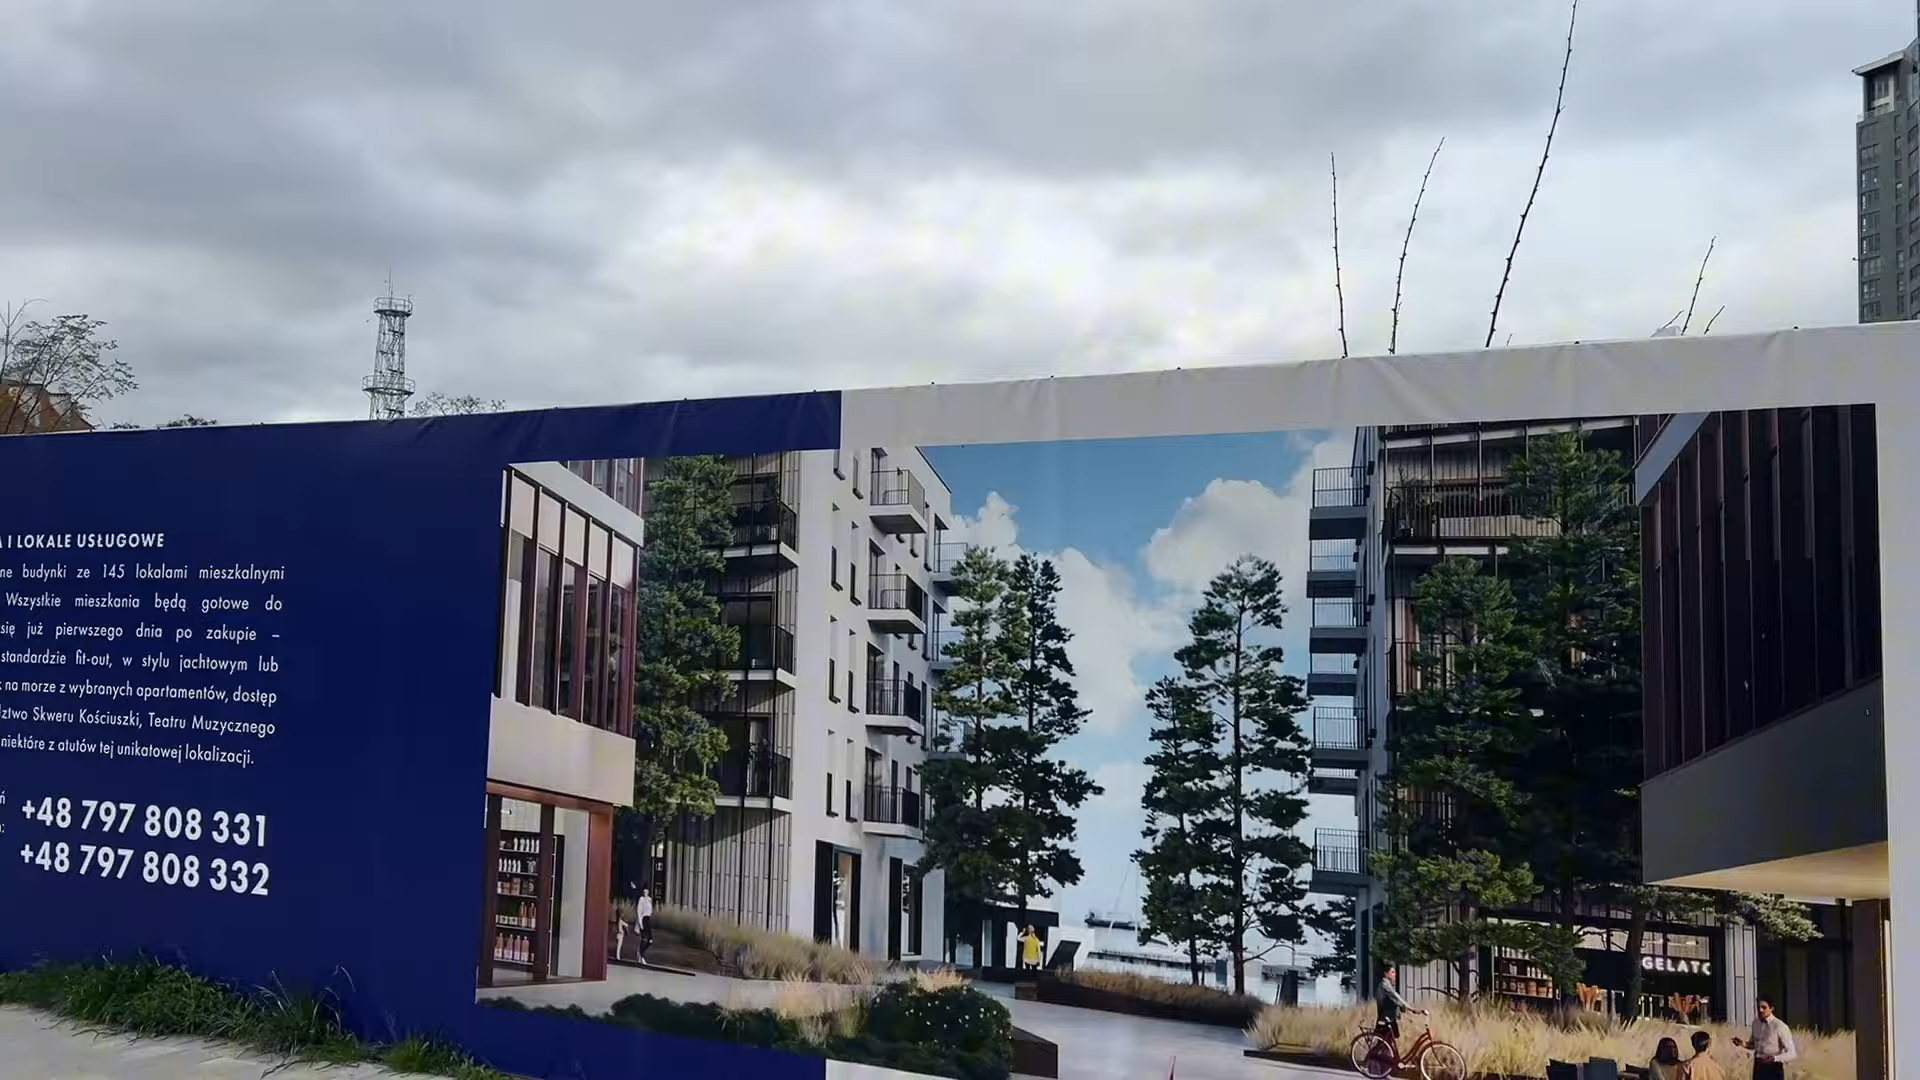 I LOKALE USŁUGOWE
ne budynki ze 145 lokalami mieszkalnymi
Wszystkie mieszkania będą gotowe do
się już pierwszego dnia po zakupie –
standardzie fit-out, w stylu jachtowym lub
na morze z wybranych apartamentów, dostęp
Skweru Kościuszki, Teatru Muzycznego
niektóre z atutów tej unikatowej lokalizacji.
+48 797 808 331
+48 797 808 332
GELATO